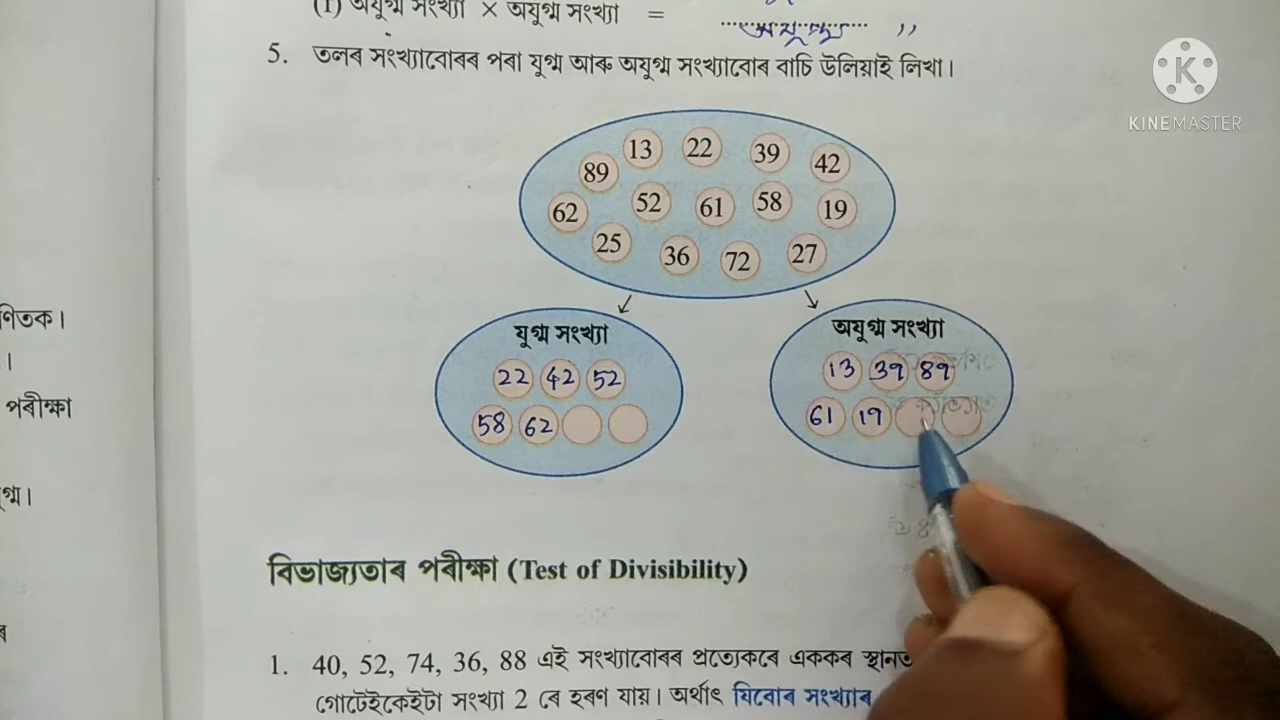 (f) অযুগ্ম সংখ্যা × অযুগ্ম সংখ্যা = অযুগ্ম ,,
5. তলৰ সংখ্যাবোৰৰ পৰা যুগ্ম আৰু অযুগ্ম সংখ্যাবোৰ বাচি উলিয়াই লিখা।
K
KINEMASTER
89 13 22 39 42
62 52 61 58 19
25 36 72 27
যুগ্ম সংখ্যা
22 42 52
58 62
অযুগ্ম সংখ্যা
13 39 89
61 19
ণিতক।
।
পৰীক্ষা
গ্ম।
বিভাজ্যতাৰ পৰীক্ষা (Test of Divisibility)
1. 40, 52, 74, 36, 88 এই সংখ্যাবোৰৰ প্ৰত্যেকৰে এককৰ স্থানত
গোটেইকেইটা সংখ্যা 2 ৰে হৰণ যায়। অৰ্থাৎ যিবোৰ সংখ্যাৰ